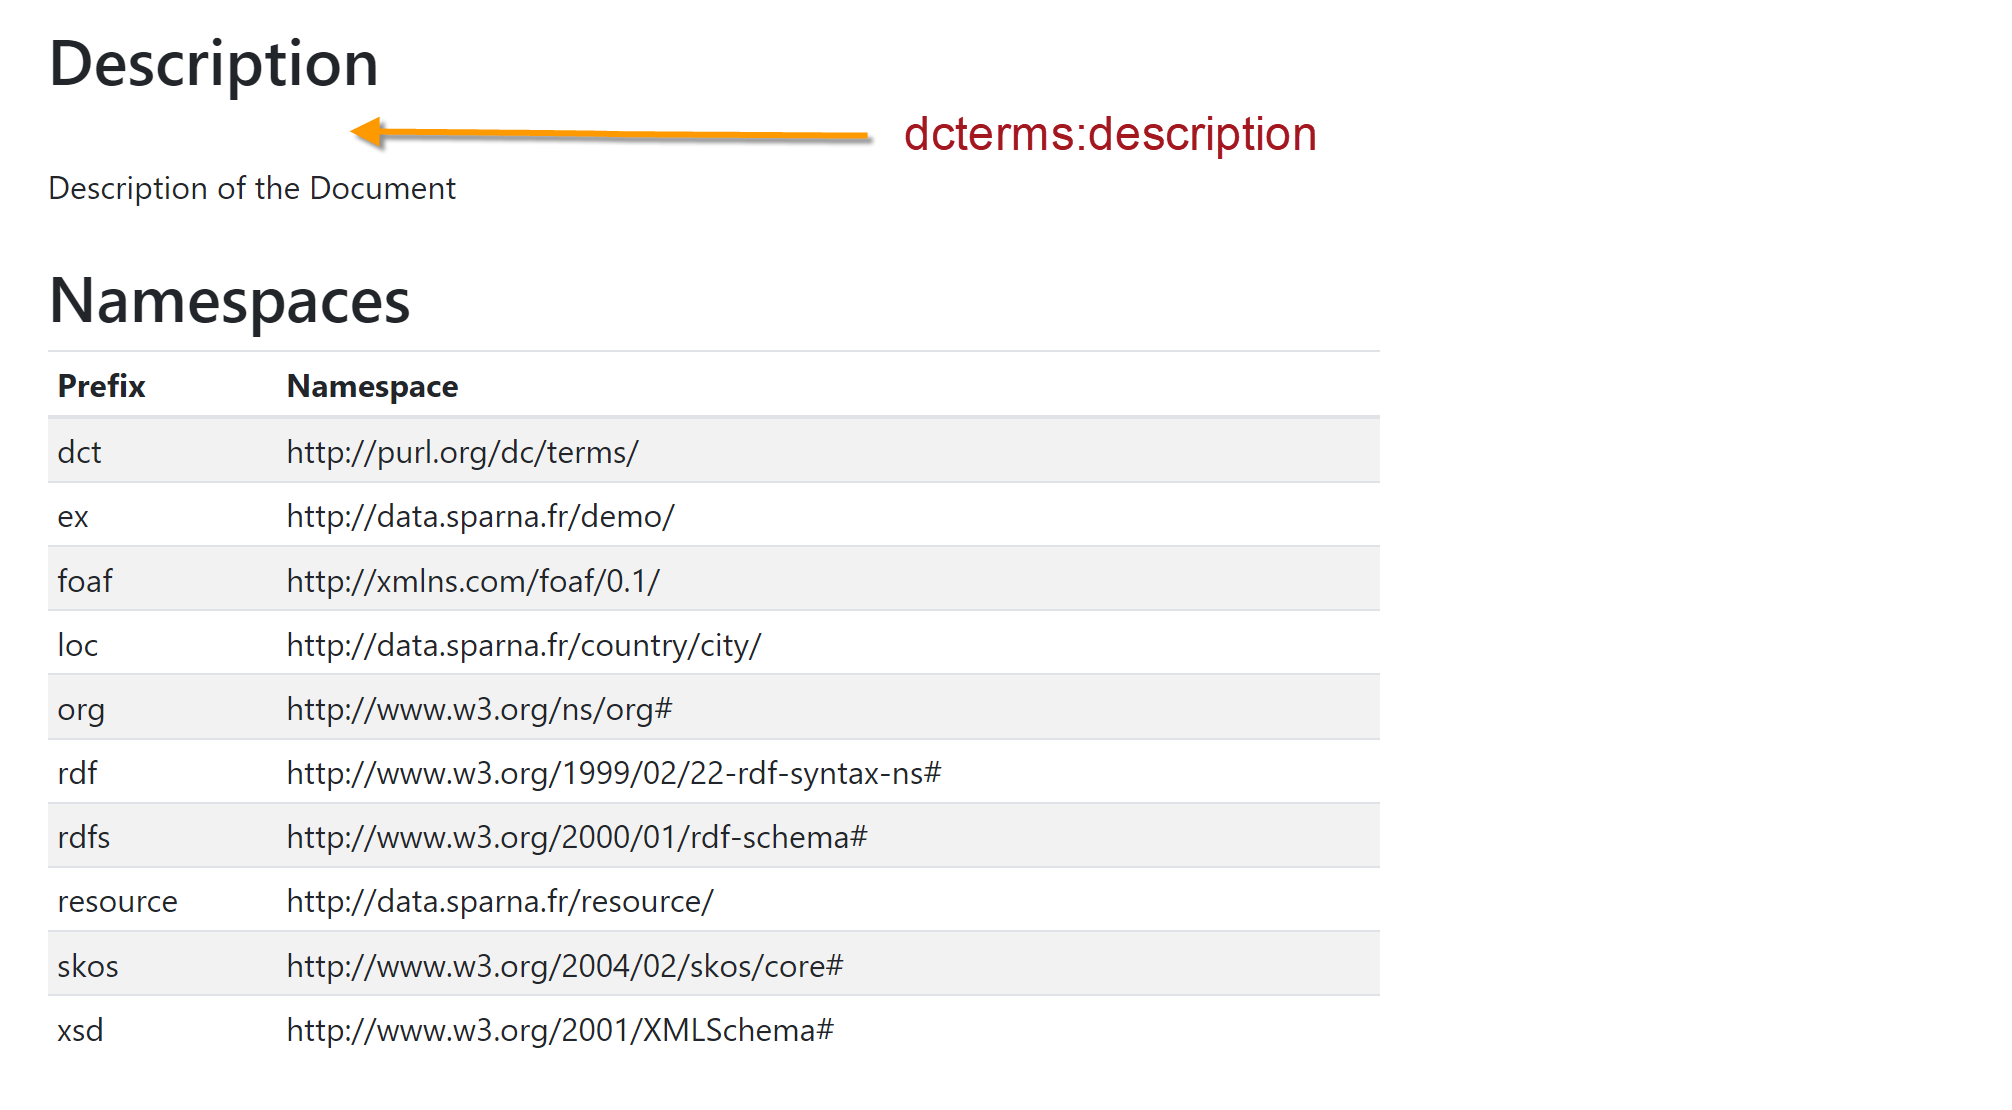 Description
dcterms:description
Description of the Document
Namespaces
Prefix Namespace
dct http://purl.org/dc/terms/
ex http://data.sparna.fr/demo/
foaf http://xmlns.com/foaf/0.1/
loc http://data.sparna.fr/country/city/
org http://www.w3.org/ns/org#
rdf http://www.w3.org/1999/02/22-rdf-syntax-ns#
rdfs http://www.w3.org/2000/01/rdf-schema#
resource http://data.sparna.fr/resource/
skos http://www.w3.org/2004/02/skos/core#
xsd http://www.w3.org/2001/XMLSchema#